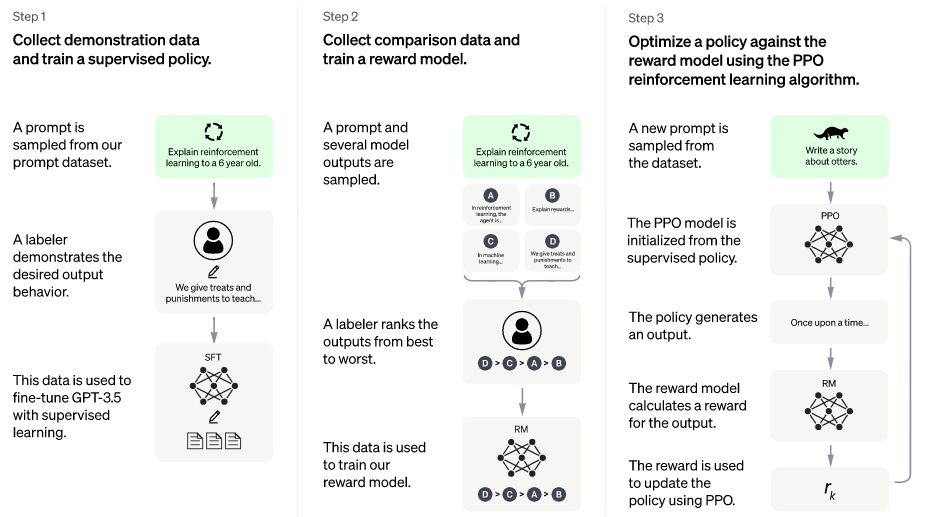 Step 1
Collect demonstration data
and train a supervised policy.
A prompt is
sampled from our
prompt dataset.
Explain reinforcement
learning to a 6 year old.
A labeler
demonstrates the
desired output
behavior.
We give treats and
punishments to teach...
This data is used to
fine-tune GPT-3.5
with supervised
learning.
SFT
Step 2
Collect comparison data and
train a reward model.
A prompt and
several model
outputs are
sampled.
Explain reinforcement
learning to a 6 year old.
A
In reinforcement
learning, the
agent is...
B
Explain rewards...
C
In machine
learning...
D
We give treats and
punishments to
teach...
A labeler ranks the
outputs from best
to worst.
D > C > A > B
This data is used
to train our
reward model.
RM
D > C > A > B
Step 3
Optimize a policy against the
reward model using the PPO
reinforcement learning algorithm.
A new prompt is
sampled from
the dataset.
Write a story
about otters.
The PPO model is
initialized from the
supervised policy.
PPO
The policy generates
an output.
Once upon a time...
The reward model
calculates a reward
for the output.
RM
The reward is used
to update the
policy using PPO.
rk